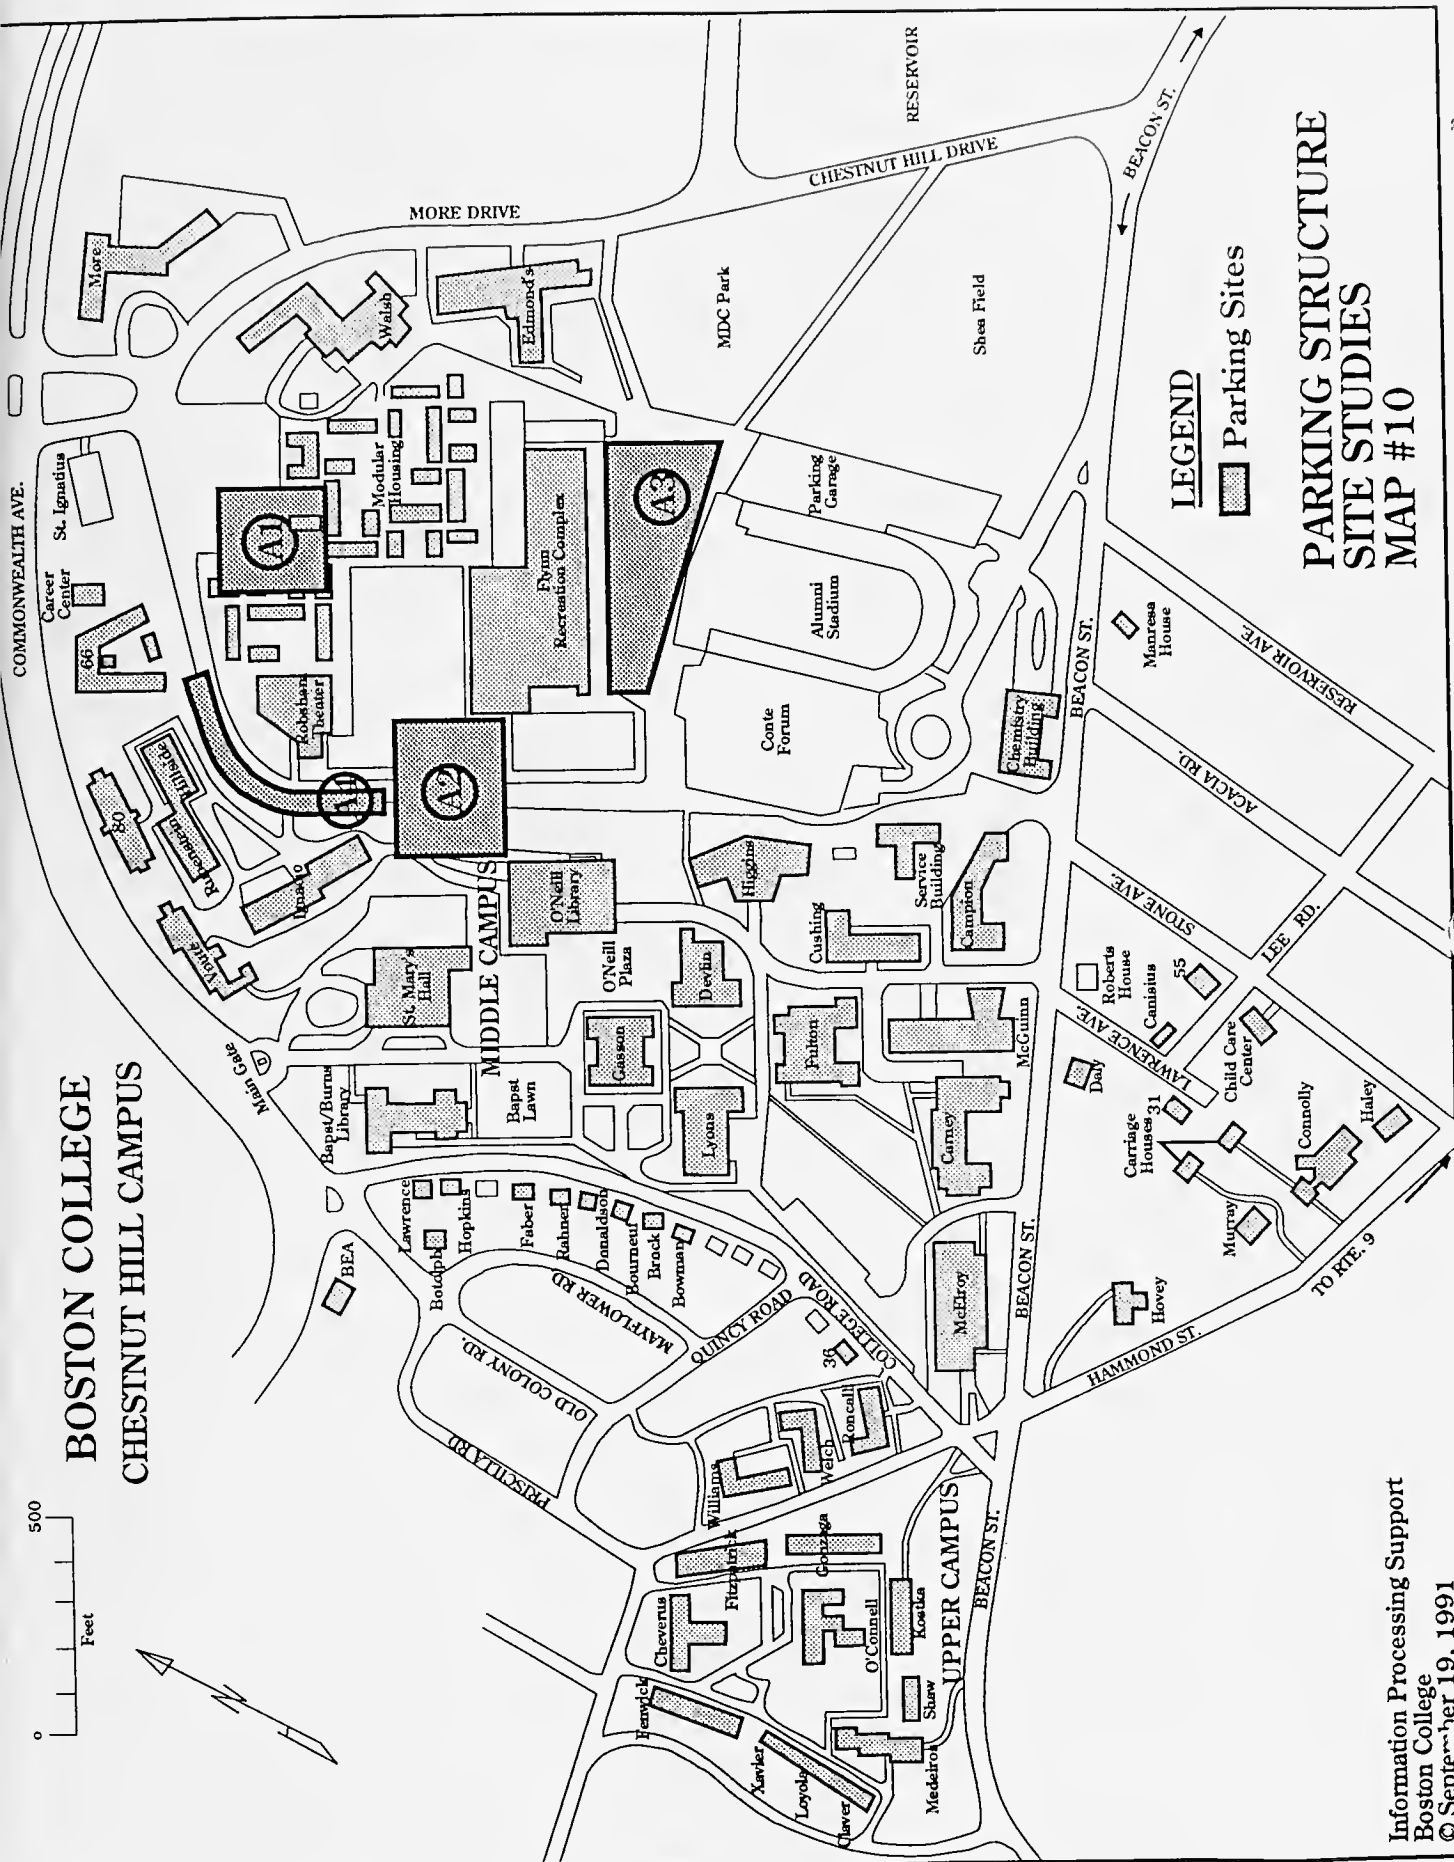 BOSTON COLLEGE
CHESTNUT HILL CAMPUS
0
500
Feet
N
COMMONWEALTH AVE.
St. Ignatius
Career
Center
66
80
Hillside
Rubenstein
Ignacio
Voute
Main Gate
More
MORE DRIVE
Walsh
Edmond's
Modular
Housing
A1
A1
A2
A3
Robsham
Theater
Flynn
Recreation Complex
RESERVOIR
CHESTNUT HILL DRIVE
MDC Park
Shea Field
Parking
Garage
Alumni
Stadium
Conte
Forum
BEACON ST.
St. Mary's
Hall
MIDDLE CAMPUS
O'Neill
Library
O'Neill
Plaza
Bapst/Burns
Library
Bapst
Lawn
Gasson
Devlin
Lyons
Fulton
Higgins
Cushing
Service
Building
Campion
Chemistry
Building
McGuinn
Carney
McElroy
BEA
Lawrence
Botolph
Hopkins
Faber
Rahner
Donaldson
Bourneuf
Brock
Bowman
36
MAYFLOWER RD
OLD COLONY RD.
PRISCILLA RD
QUINCY ROAD
COLLEGE ROAD
Williams
Welch
Roncalli
Fitzpatrick
Gonzaga
Cheverus
O'Connell
Kostka
Shaw
Medeiros
Fenwick
Xavier
Loyola
Claver
UPPER CAMPUS
BEACON ST.
BEACON ST.
BEACON ST.
HAMMOND ST.
TO RTE. 9
Hovey
Murray
Carriage
Houses
31
Connolly
Haley
Daly
LAWRENCE AVE.
Child Care
Center
Canisius
55
Roberts
House
STONE AVE.
LEE RD.
ACACIA RD.
RESERVOIR AVE.
Manresa
House
LEGEND
Parking Sites
PARKING STRUCTURE
SITE STUDIES
MAP #10
Information Processing Support
Boston College
© September 19, 1991